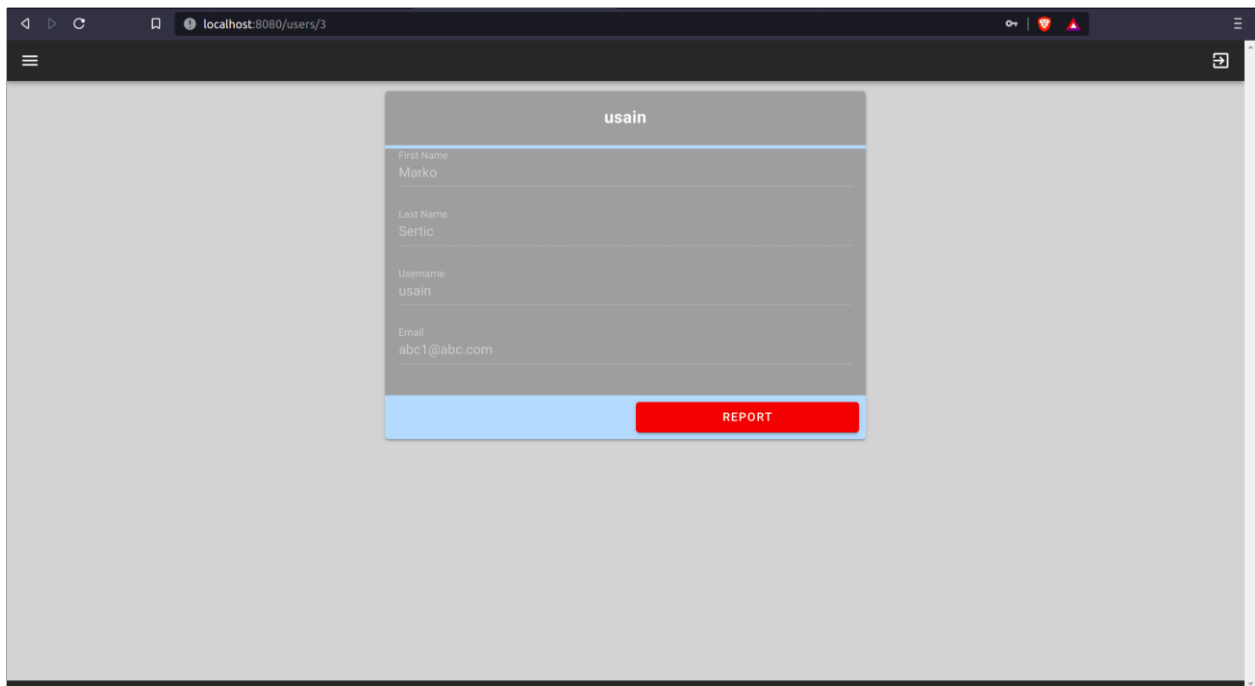 localhost:8080/users/3
usain
First Name
Marko
Last Name
Sertic
Username
usain
Email
abc1@abc.com
REPORT